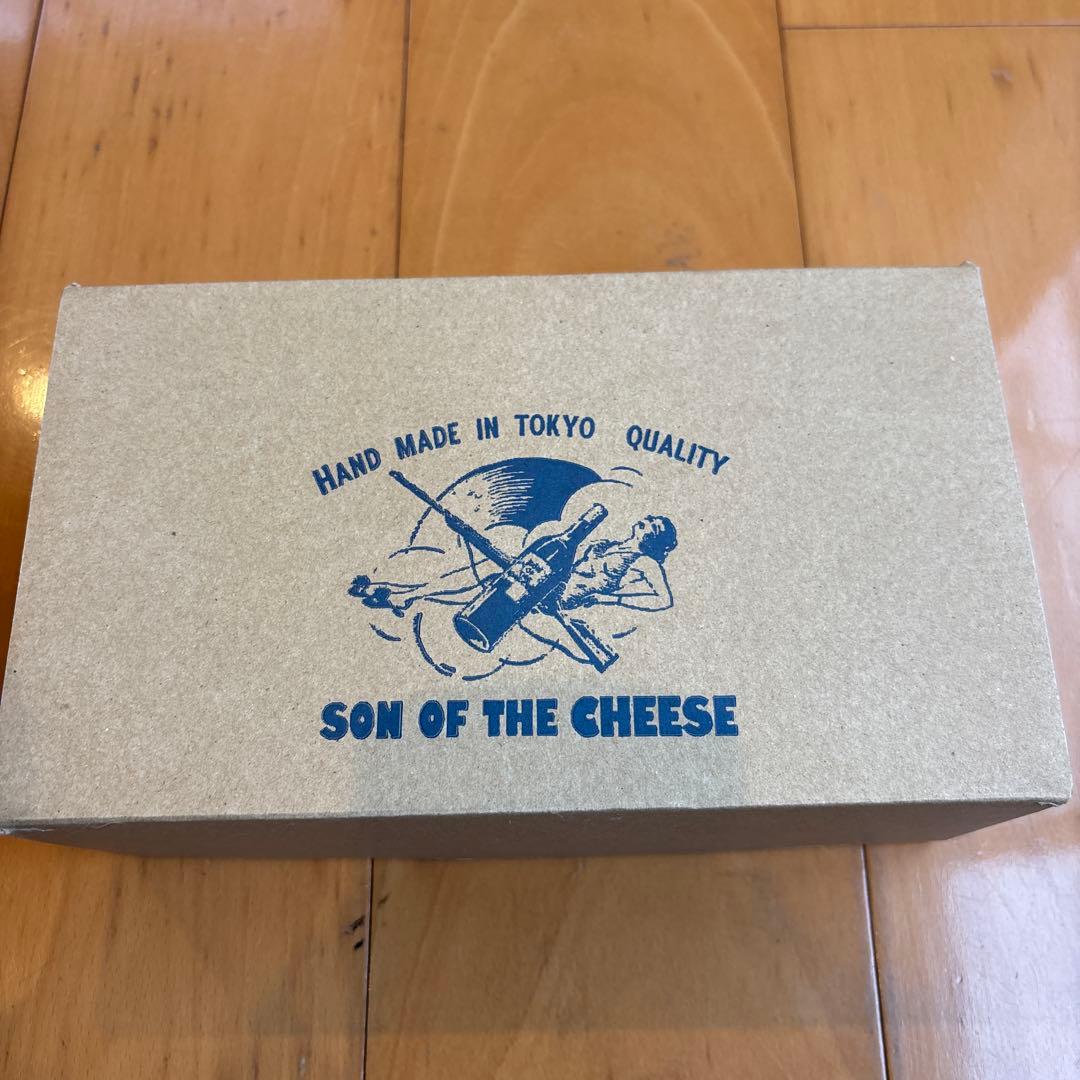 HAND MADE IN TOKYO QUALITY
SON OF THE CHEESE